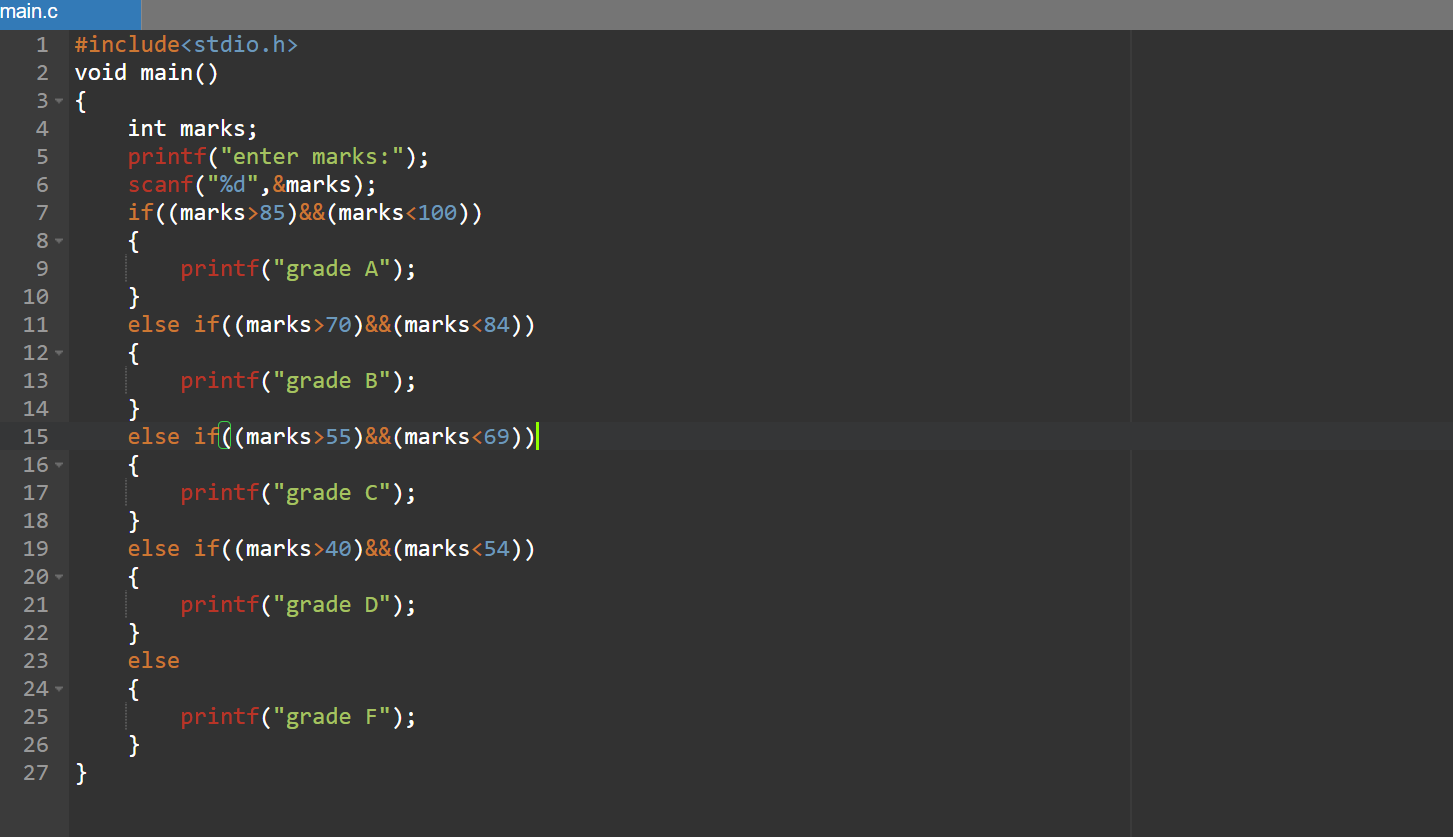 main.c
1 #include<stdio.h>
2 void main()
3 {
4     int marks;
5     printf("enter marks:");
6     scanf("%d",&marks);
7     if((marks>85)&&(marks<100))
8     {
9         printf("grade A");
10     }
11     else if((marks>70)&&(marks<84))
12     {
13         printf("grade B");
14     }
15     else if((marks>55)&&(marks<69))
16     {
17         printf("grade C");
18     }
19     else if((marks>40)&&(marks<54))
20     {
21         printf("grade D");
22     }
23     else
24     {
25         printf("grade F");
26     }
27 }